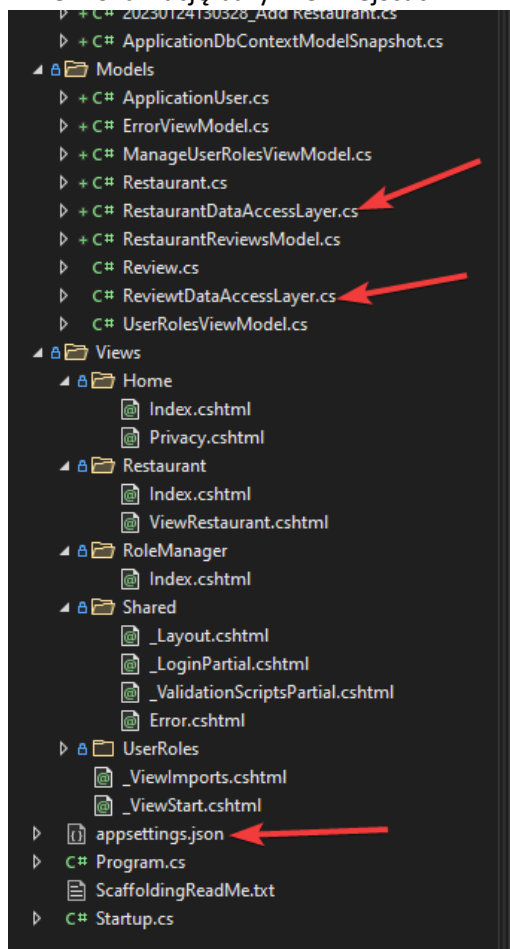 20230124130328_Add Restaurant.cs
C# ApplicationDbContextModelSnapshot.cs
Models
+ C# ApplicationUser.cs
+ C# ErrorViewModel.cs
+ C# ManageUserRolesViewModel.cs
+ C# Restaurant.cs
+ C# RestaurantDataAccessLayer.cs
+ C# RestaurantReviewsModel.cs
C# Review.cs
C# ReviewtDataAccessLayer.cs
C# UserRolesViewModel.cs
Views
Home
@ Index.cshtml
@ Privacy.cshtml
Restaurant
@ Index.cshtml
@ ViewRestaurant.cshtml
RoleManager
@ Index.cshtml
Shared
@ _Layout.cshtml
@ _LoginPartial.cshtml
@ _ValidationScriptsPartial.cshtml
@ Error.cshtml
UserRoles
@ _ViewImports.cshtml
@ _ViewStart.cshtml
appsettings.json
C# Program.cs
ScaffoldingReadMe.txt
C# Startup.cs